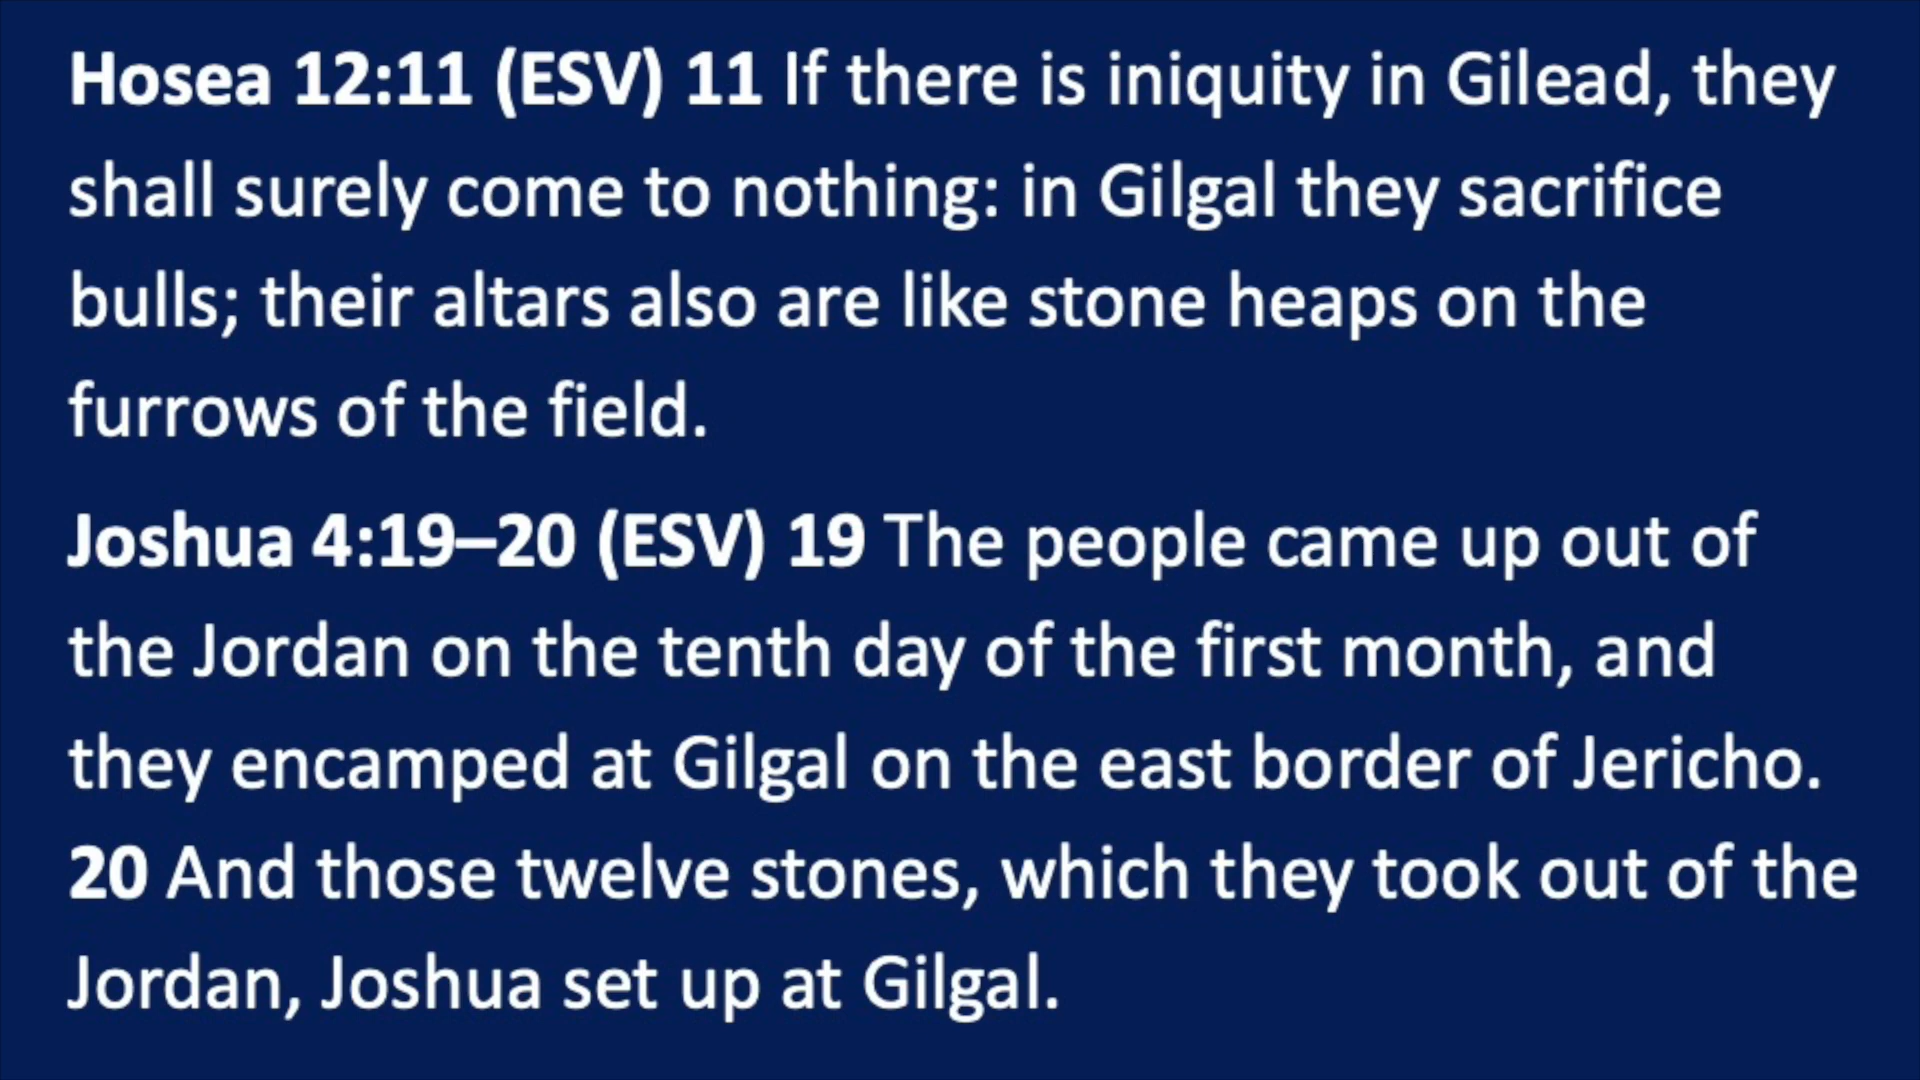 Hosea 12:11 (ESV) 11 If there is iniquity in Gilead, they
shall surely come to nothing: in Gilgal they sacrifice
bulls; their altars also are like stone heaps on the
furrows of the field.
Joshua 4:19–20 (ESV) 19 The people came up out of
the Jordan on the tenth day of the first month, and
they encamped at Gilgal on the east border of Jericho.
20 And those twelve stones, which they took out of the
Jordan, Joshua set up at Gilgal.